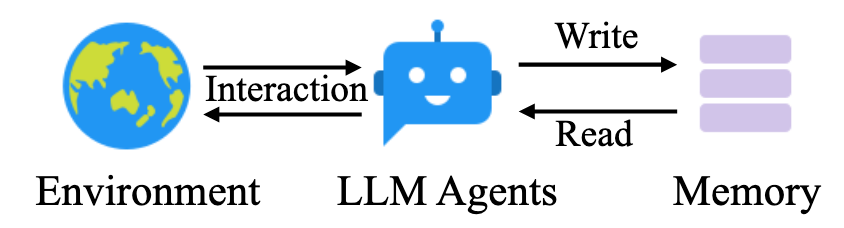 Write
Interaction
Read
Environment
LLM Agents
Memory